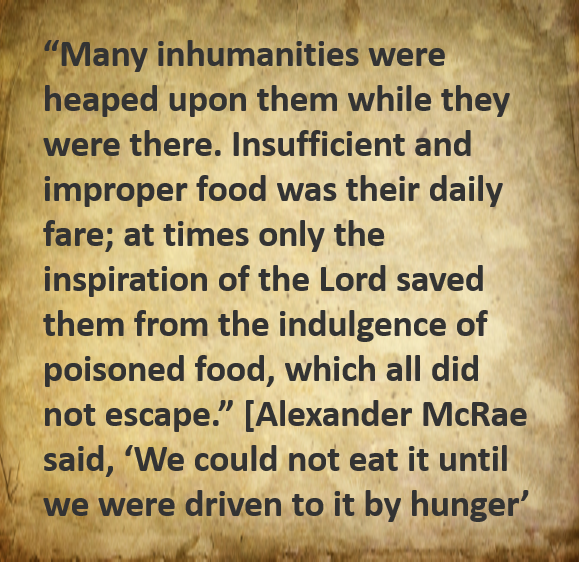 “Many inhumanities were
heaped upon them while they
were there. Insufficient and
improper food was their daily
fare; at times only the
inspiration of the Lord saved
them from the indulgence of
poisoned food, which all did
not escape.” [Alexander McRae
said, ‘We could not eat it until
we were driven to it by hunger’